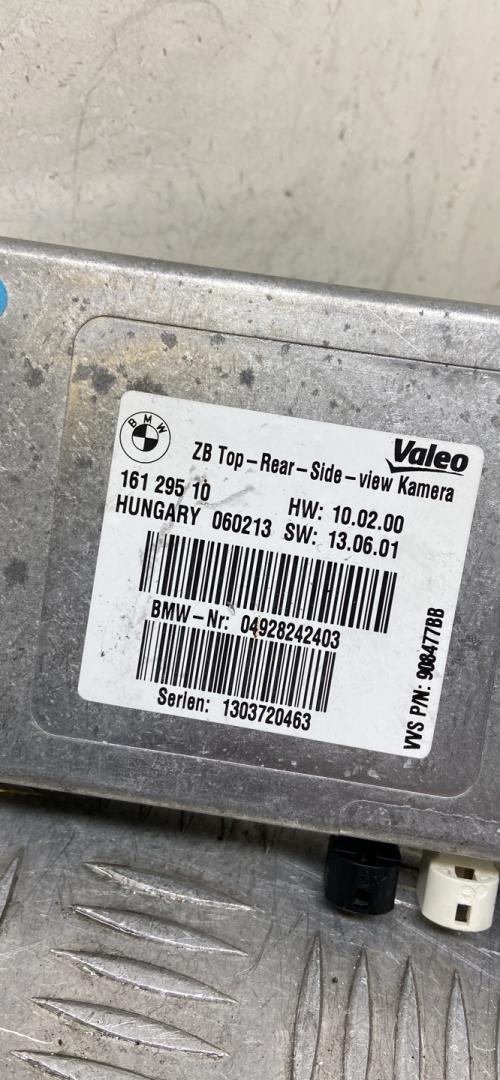 BMW
Valeo
ZB Top-Rear-Side-view Kamera
161 295 10
HW: 10.02.00
HUNGARY 060213 SW: 13.06.01
BMW-Nr: 04928242403
Serien: 1303720463
VVS P/N: 908477BB